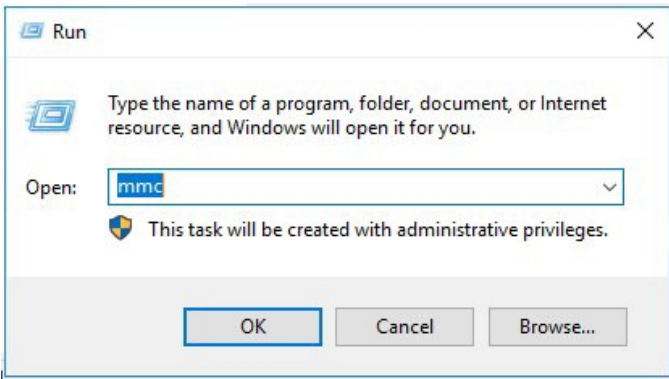 Run
Type the name of a program, folder, document, or Internet
resource, and Windows will open it for you.
Open: mmc
This task will be created with administrative privileges.
OK Cancel Browse...